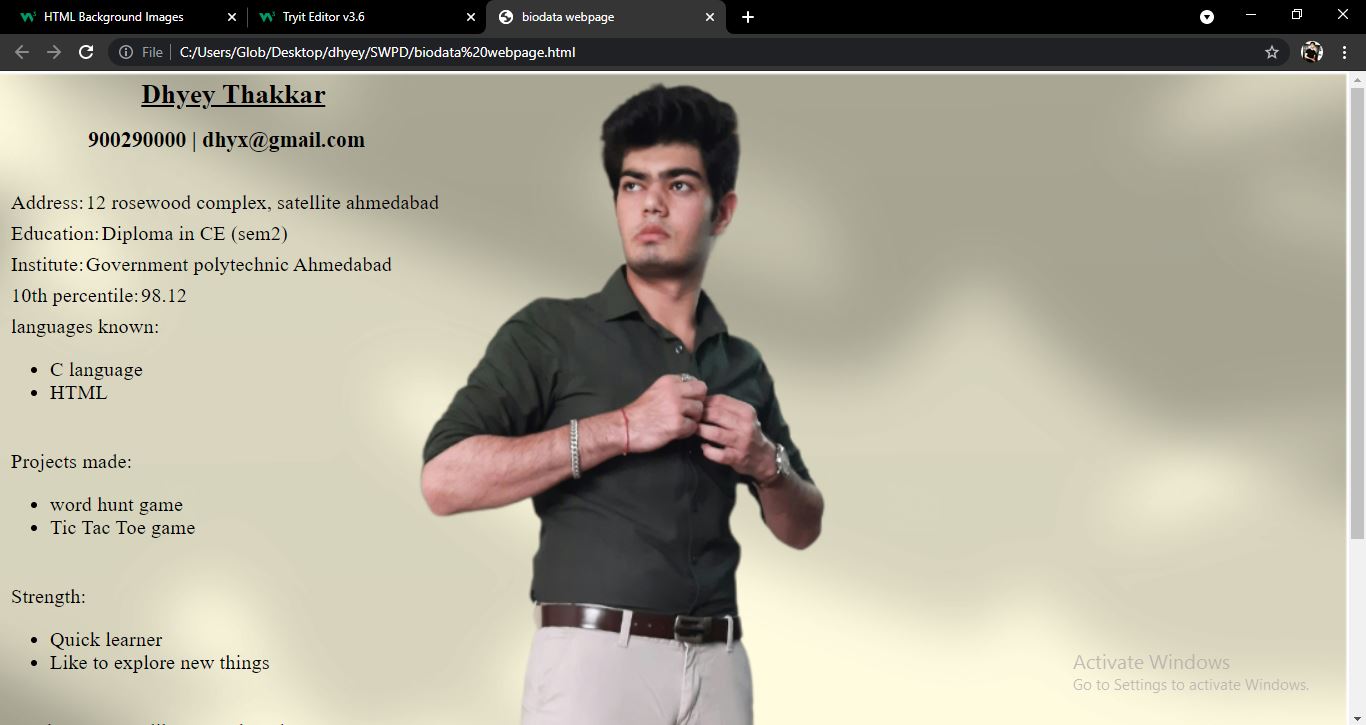 HTML Background Images
Tryit Editor v3.6
biodata webpage
File
C:/Users/Glob/Desktop/dhyey/SWPD/biodata%20webpage.html
Dhyey Thakkar
900290000 | dhyx@gmail.com
Address: 12 rosewood complex, satellite ahmedabad
Education: Diploma in CE (sem2)
Institute: Government polytechnic Ahmedabad
10th percentile: 98.12
languages known:
C language
HTML
Projects made:
word hunt game
Tic Tac Toe game
Strength:
Quick learner
Like to explore new things
Activate Windows
Go to Settings to activate Windows.